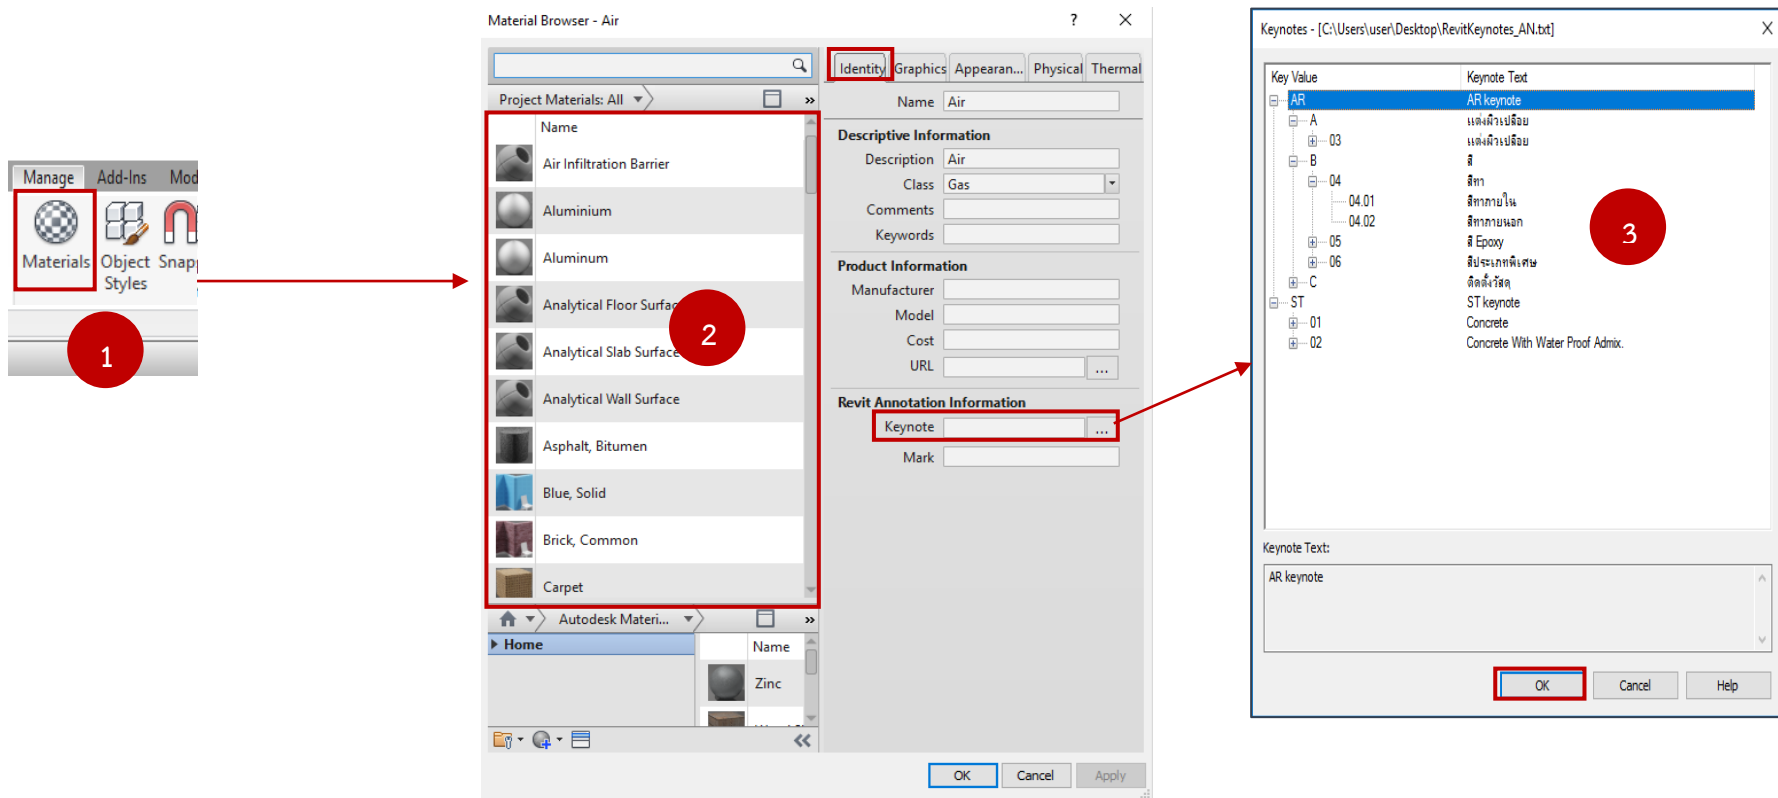 Manage Add-Ins Mod
Materials Object Styles Snap
1
Material Browser - Air ? X
Project Materials: All »
Name
Air Infiltration Barrier
Aluminium
Aluminum
Analytical Floor Surfac
Analytical Slab Surface
Analytical Wall Surface
Asphalt, Bitumen
Blue, Solid
Brick, Common
Carpet
2
Autodesk Materi... »
Home
Name
Zinc
Identity Graphics Appearan... Physical Thermal
Name Air
Descriptive Information
Description Air
Class Gas
Comments
Keywords
Product Information
Manufacturer
Model
Cost
URL ...
Revit Annotation Information
Keynote ...
Mark
OK Cancel Apply
Keynotes - [C:\Users\user\Desktop\RevitKeynotes_AN.txt] X
Key Value Keynote Text
AR AR keynote
A แต่งผิวเปลือย
03 แต่งผิวเปลือย
B สี
04 สีทา
04.01 สีทาภายใน
04.02 สีทาภายนอก
05 สี Epoxy
06 สีประเภทพิเศษ
C ติดตั้งวัสดุ
ST ST keynote
01 Concrete
02 Concrete With Water Proof Admix.
3
Keynote Text:
AR keynote
OK Cancel Help